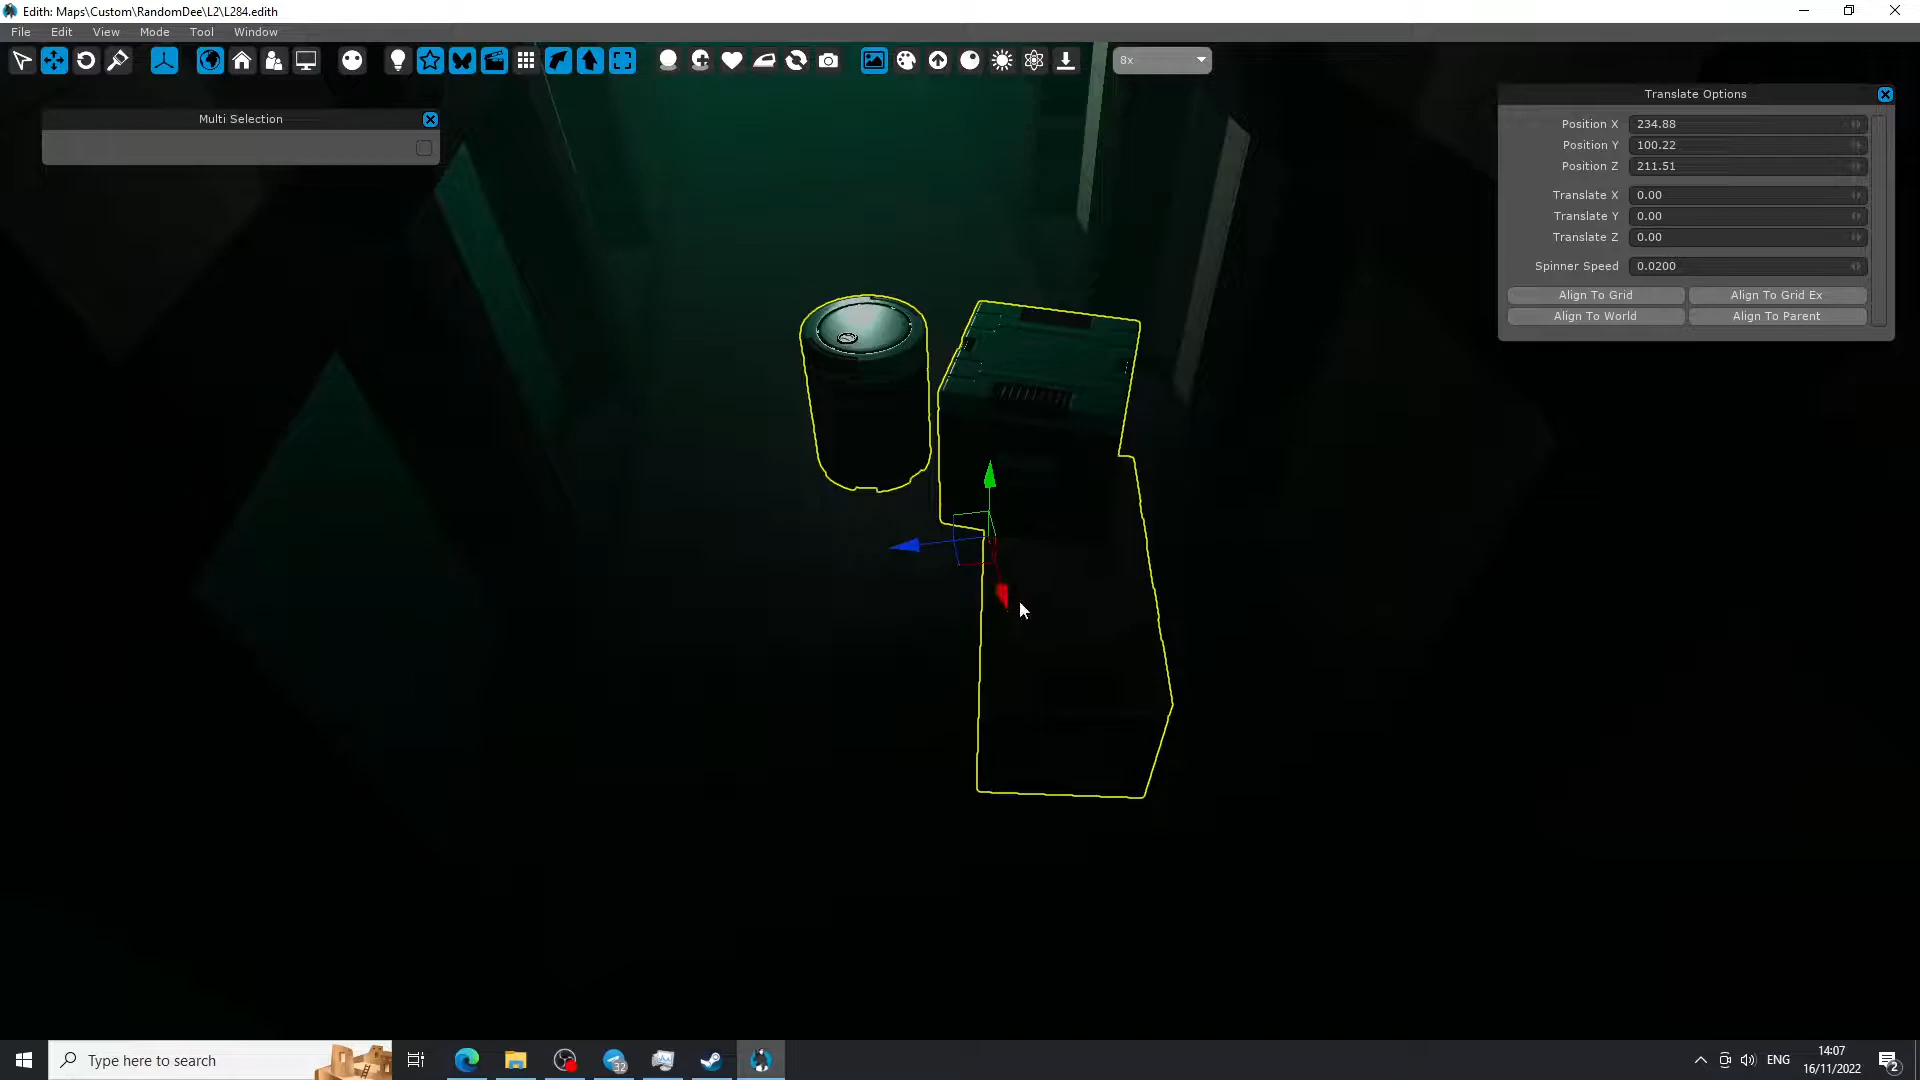 Edith: Maps\Custom\RandomDee\L2\L284.edith
File Edit View Mode Tool Window
8x
Multi Selection
Translate Options
Position X 234.88
Position Y 100.22
Position Z 211.51
Translate X 0.00
Translate Y 0.00
Translate Z 0.00
Spinner Speed 0.0200
Align To Grid Align To Grid Ex
Align To World Align To Parent
Type here to search
32
ENG
14:07
16/11/2022
2